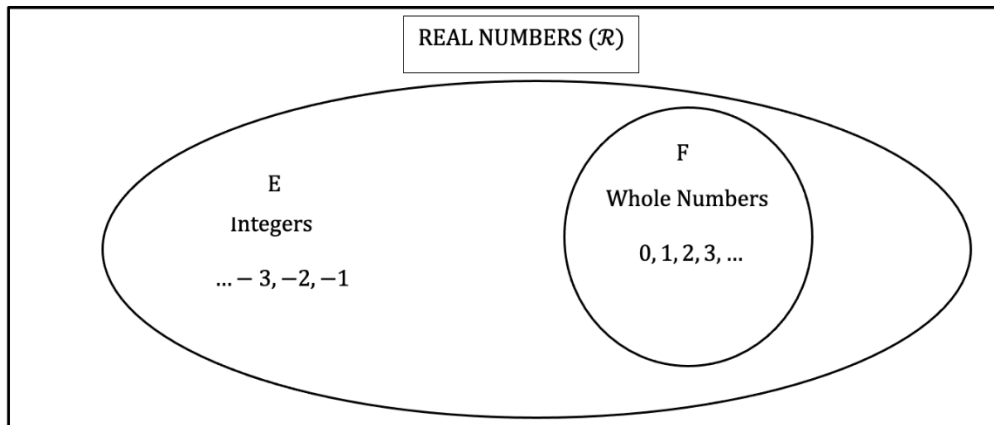 REAL NUMBERS (ℛ)
E
Integers
... − 3, −2, −1
F
Whole Numbers
0, 1, 2, 3, ...